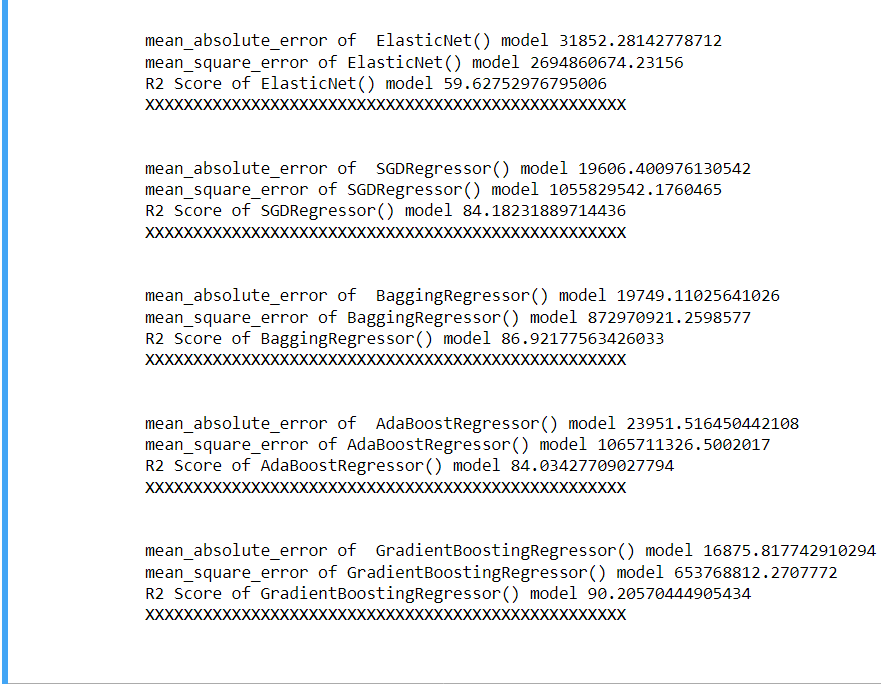 mean_absolute_error of  ElasticNet() model 31852.28142778712
mean_square_error of ElasticNet() model 2694860674.23156
R2 Score of ElasticNet() model 59.62752976795006
XXXXXXXXXXXXXXXXXXXXXXXXXXXXXXXXXXXXXXXXXXXXXXXXXX
mean_absolute_error of  SGDRegressor() model 19606.400976130542
mean_square_error of SGDRegressor() model 1055829542.1760465
R2 Score of SGDRegressor() model 84.18231889714436
XXXXXXXXXXXXXXXXXXXXXXXXXXXXXXXXXXXXXXXXXXXXXXXXXX
mean_absolute_error of  BaggingRegressor() model 19749.11025641026
mean_square_error of BaggingRegressor() model 872970921.2598577
R2 Score of BaggingRegressor() model 86.92177563426033
XXXXXXXXXXXXXXXXXXXXXXXXXXXXXXXXXXXXXXXXXXXXXXXXXX
mean_absolute_error of  AdaBoostRegressor() model 23951.516450442108
mean_square_error of AdaBoostRegressor() model 1065711326.5002017
R2 Score of AdaBoostRegressor() model 84.03427709027794
XXXXXXXXXXXXXXXXXXXXXXXXXXXXXXXXXXXXXXXXXXXXXXXXXX
mean_absolute_error of  GradientBoostingRegressor() model 16875.817742910294
mean_square_error of GradientBoostingRegressor() model 653768812.2707772
R2 Score of GradientBoostingRegressor() model 90.20570444905434
XXXXXXXXXXXXXXXXXXXXXXXXXXXXXXXXXXXXXXXXXXXXXXXXXX